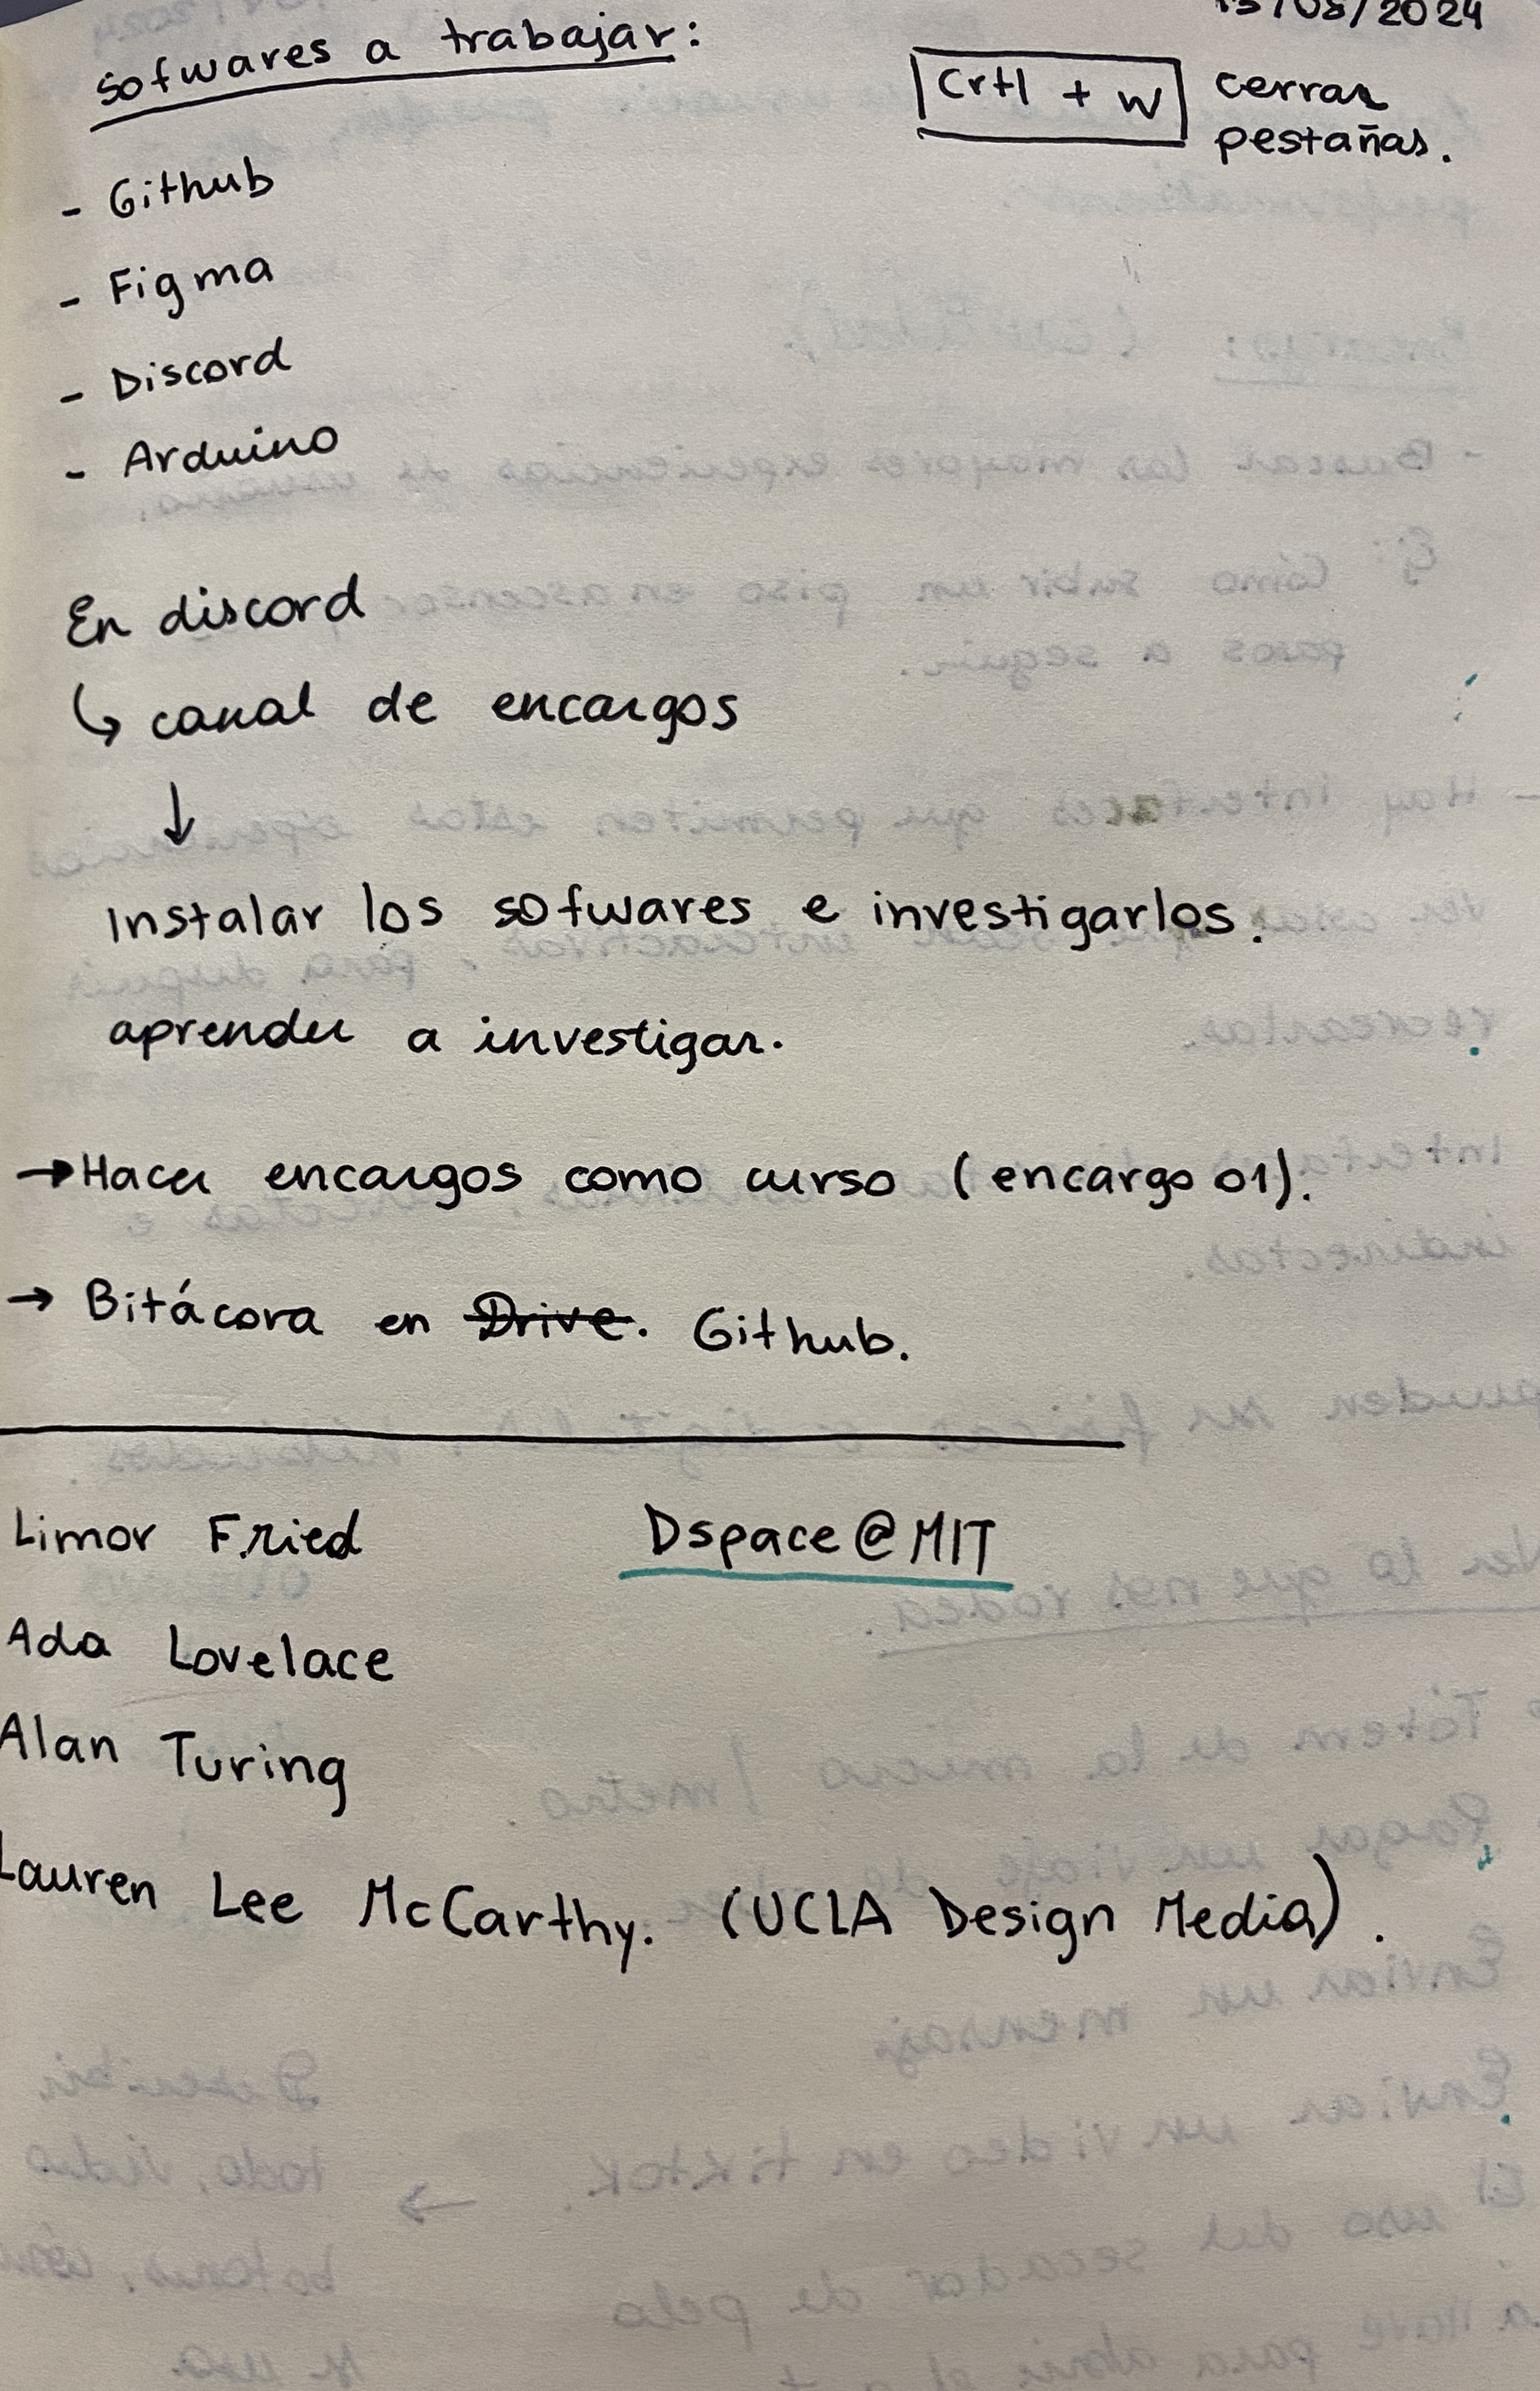 13/08/2024
sofwares a trabajar:
Crtl + W cerrar
pestañas.
- Github
- Figma
- Discord
- Arduino
En discord
↳ canal de encargos
↓
Instalar los sofwares e investigarlos.
aprender a investigar.
→ Hacer encargos como curso (encargo 01).
→ Bitácora en Drive. Github.
Limor Fried Dspace@MIT
Ada Lovelace
Alan Turing
Lauren Lee McCarthy. (UCLA Design Media).